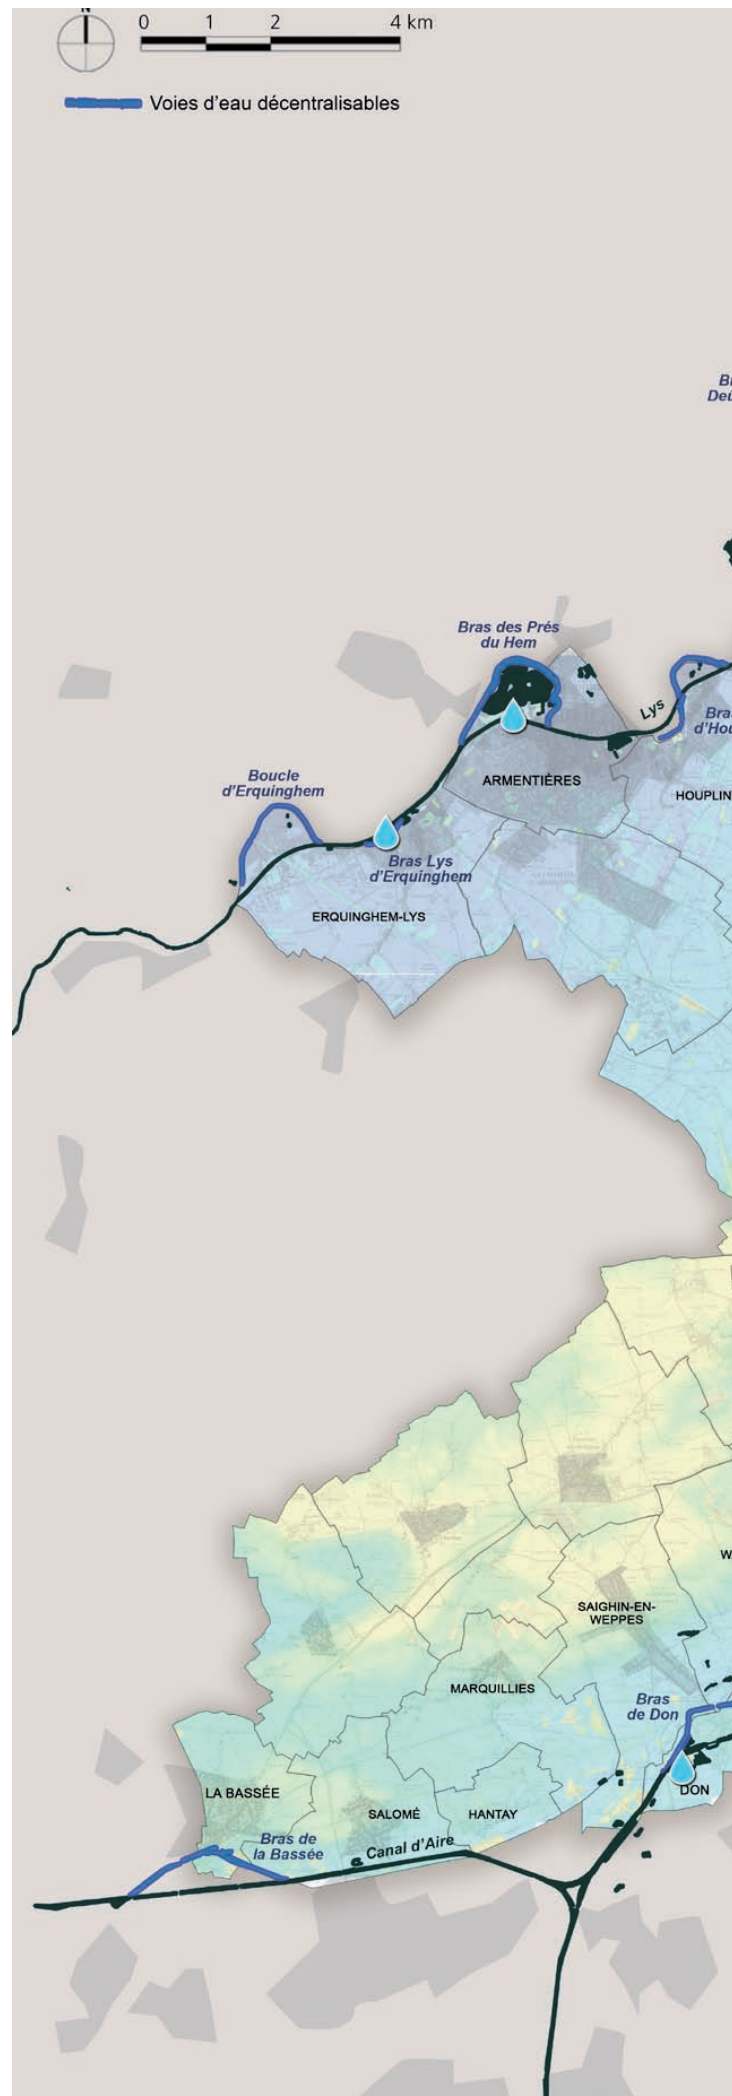 N
0 1 2 4 km
Voies d'eau décentralisables
Bras des Prés
du Hem
Lys
Boucle
d'Erquinghem
ARMENTIÈRES
HOUPLIN
Bras Lys
d'Erquinghem
ERQUINGHEM-LYS
SAIGHIN-EN-
WEPPES
MARQUILLIES
Bras
de Don
DON
LA BASSÉE
SALOMÉ
HANTAY
Bras de
la Bassée
Canal d'Aire